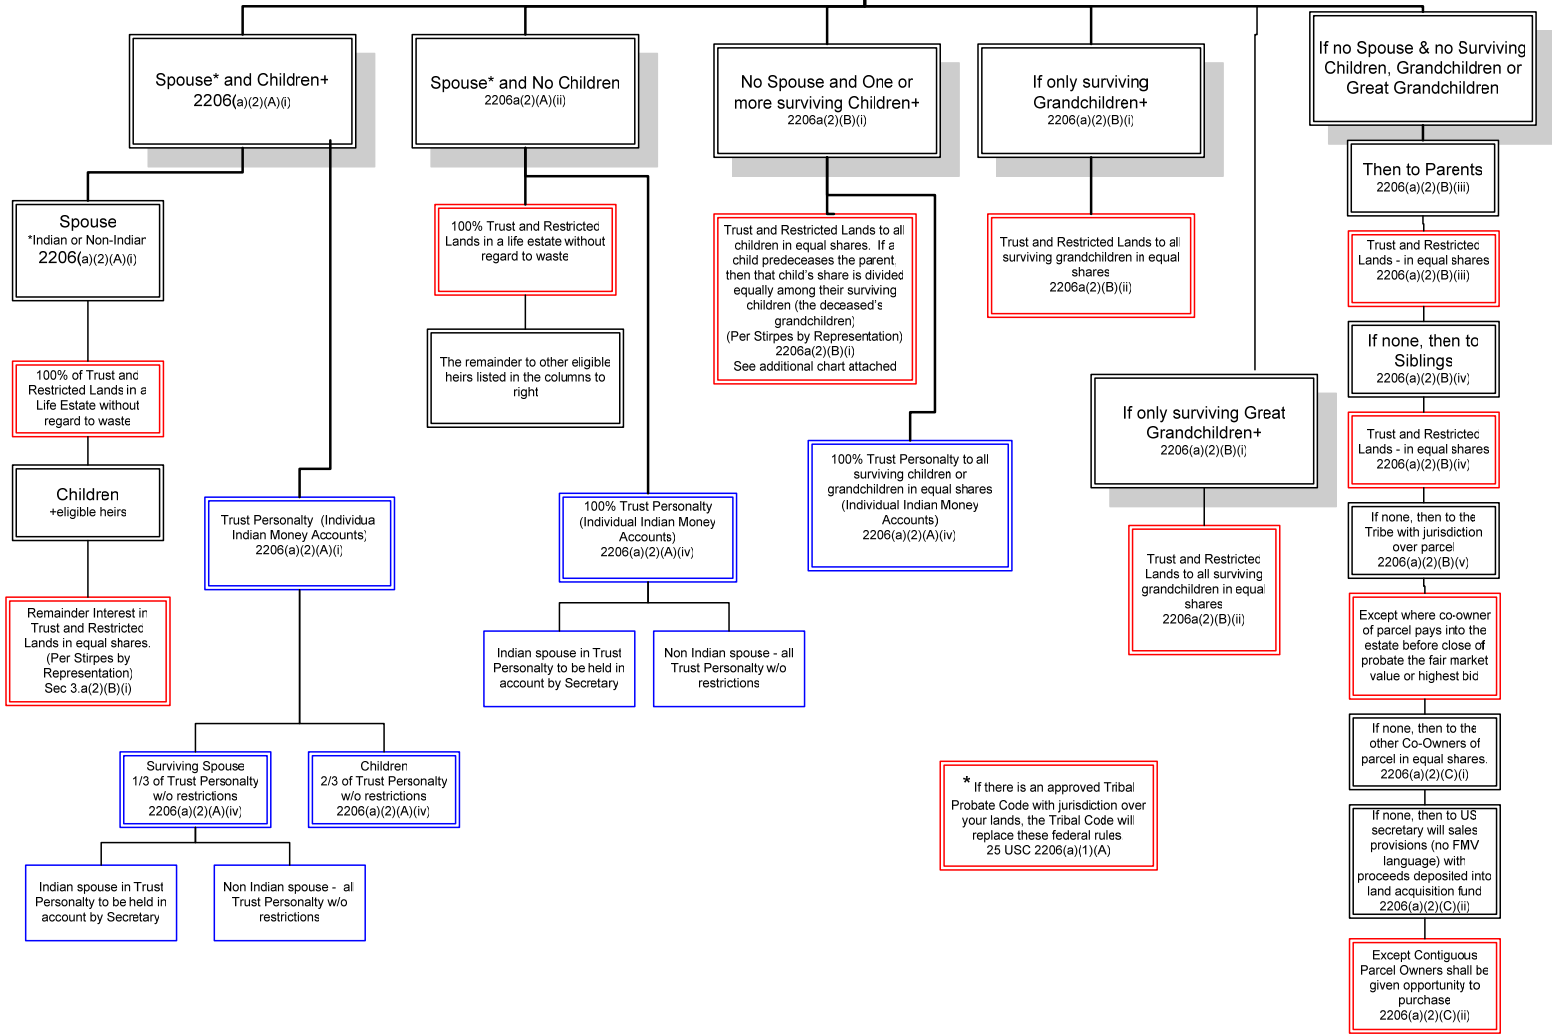 Spouse* and Children+
2206(a)(2)(A)(i)
Spouse
*Indian or Non-Indian
2206(a)(2)(A)(i)
100% of Trust and
Restricted Lands in a
Life Estate without
regard to waste
Children
+eligible heirs
Remainder Interest in
Trust and Restricted
Lands in equal shares.
(Per Stirpes by
Representation)
Sec 3.a(2)(B)(i)
Trust Personalty (Individua
Indian Money Accounts)
2206(a)(2)(A)(i)
Surviving Spouse
1/3 of Trust Personalty
w/o restrictions
2206(a)(2)(A)(iv)
Children
2/3 of Trust Personalty
w/o restrictions
2206(a)(2)(A)(iv)
Indian spouse in Trust
Personalty to be held in
account by Secretary
Non Indian spouse - all
Trust Personalty w/o
restrictions
Spouse* and No Children
2206a(2)(A)(ii)
100% Trust and Restricted
Lands in a life estate without
regard to waste
The remainder to other eligible
heirs listed in the columns to
right
100% Trust Personalty
(Individual Indian Money
Accounts)
2206(a)(2)(A)(iv)
Indian spouse in Trust
Personalty to be held in
account by Secretary
Non Indian spouse - all
Trust Personalty w/o
restrictions
No Spouse and One or
more surviving Children+
2206a(2)(B)(i)
Trust and Restricted Lands to all
children in equal shares. If a
child predeceases the parent,
then that child's share is divided
equally among their surviving
children (the deceased's
grandchildren)
(Per Stirpes by Representation)
2206a(2)(B)(i)
See additional chart attached
100% Trust Personalty to all
surviving children or
grandchildren in equal shares
(Individual Indian Money
Accounts)
2206(a)(2)(A)(iv)
If only surviving
Grandchildren+
2206(a)(2)(B)(i)
Trust and Restricted Lands to all
surviving grandchildren in equal
shares
2206a(2)(B)(ii)
If only surviving Great
Grandchildren+
2206(a)(2)(B)(i)
Trust and Restricted
Lands to all surviving
grandchildren in equal
shares
2206a(2)(B)(ii)
* If there is an approved Tribal
Probate Code with jurisdiction over
your lands, the Tribal Code will
replace these federal rules
25 USC 2206(a)(1)(A)
If no Spouse & no Surviving
Children, Grandchildren or
Great Grandchildren
Then to Parents
2206(a)(2)(B)(iii)
Trust and Restricted
Lands - in equal shares
2206(a)(2)(B)(iii)
If none, then to
Siblings
2206(a)(2)(B)(iv)
Trust and Restricted
Lands - in equal shares
2206(a)(2)(B)(iv)
If none, then to the
Tribe with jurisdiction
over parcel
2206(a)(2)(B)(v)
Except where co-owner
of parcel pays into the
estate before close of
probate the fair market
value or highest bid
If none, then to the
other Co-Owners of
parcel in equal shares.
2206(a)(2)(C)(i)
If none, then to US
secretary will sales
provisions (no FMV
language) with
proceeds deposited into
land acquisition fund
2206(a)(2)(C)(ii)
Except Contiguous
Parcel Owners shall be
given opportunity to
purchase
2206(a)(2)(C)(ii)